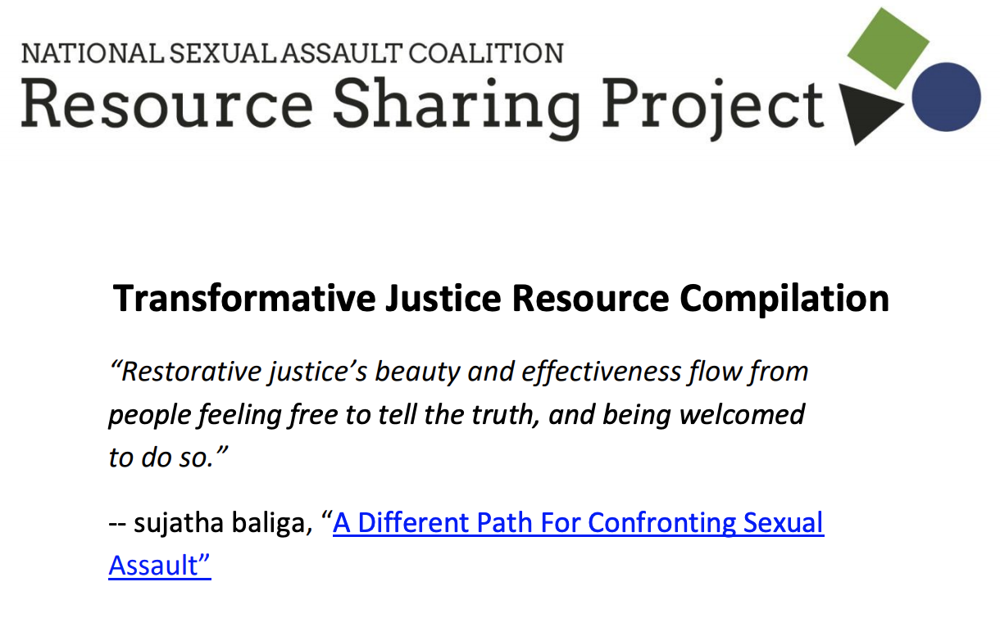 NATIONAL SEXUAL ASSAULT COALITION
Resource Sharing Project
Transformative Justice Resource Compilation
“Restorative justice’s beauty and effectiveness flow from
people feeling free to tell the truth, and being welcomed
to do so.”
-- sujatha baliga, “A Different Path For Confronting Sexual
Assault”